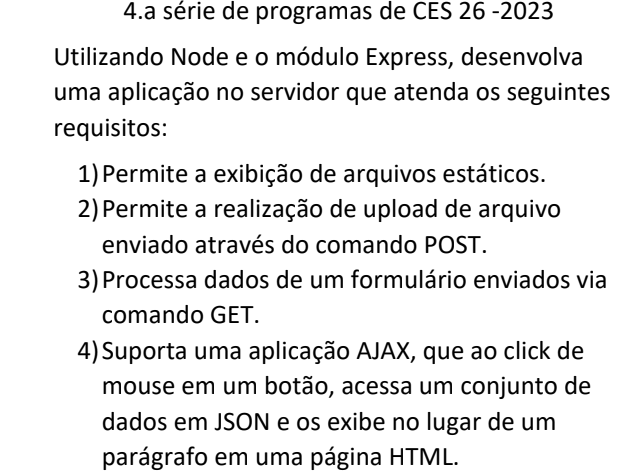 4.a série de programas de CES 26 -2023
Utilizando Node e o módulo Express, desenvolva
uma aplicação no servidor que atenda os seguintes
requisitos:
1) Permite a exibição de arquivos estáticos.
2) Permite a realização de upload de arquivo
enviado através do comando POST.
3) Processa dados de um formulário enviados via
comando GET.
4) Suporta uma aplicação AJAX, que ao click de
mouse em um botão, acessa um conjunto de
dados em JSON e os exibe no lugar de um
parágrafo em uma página HTML.